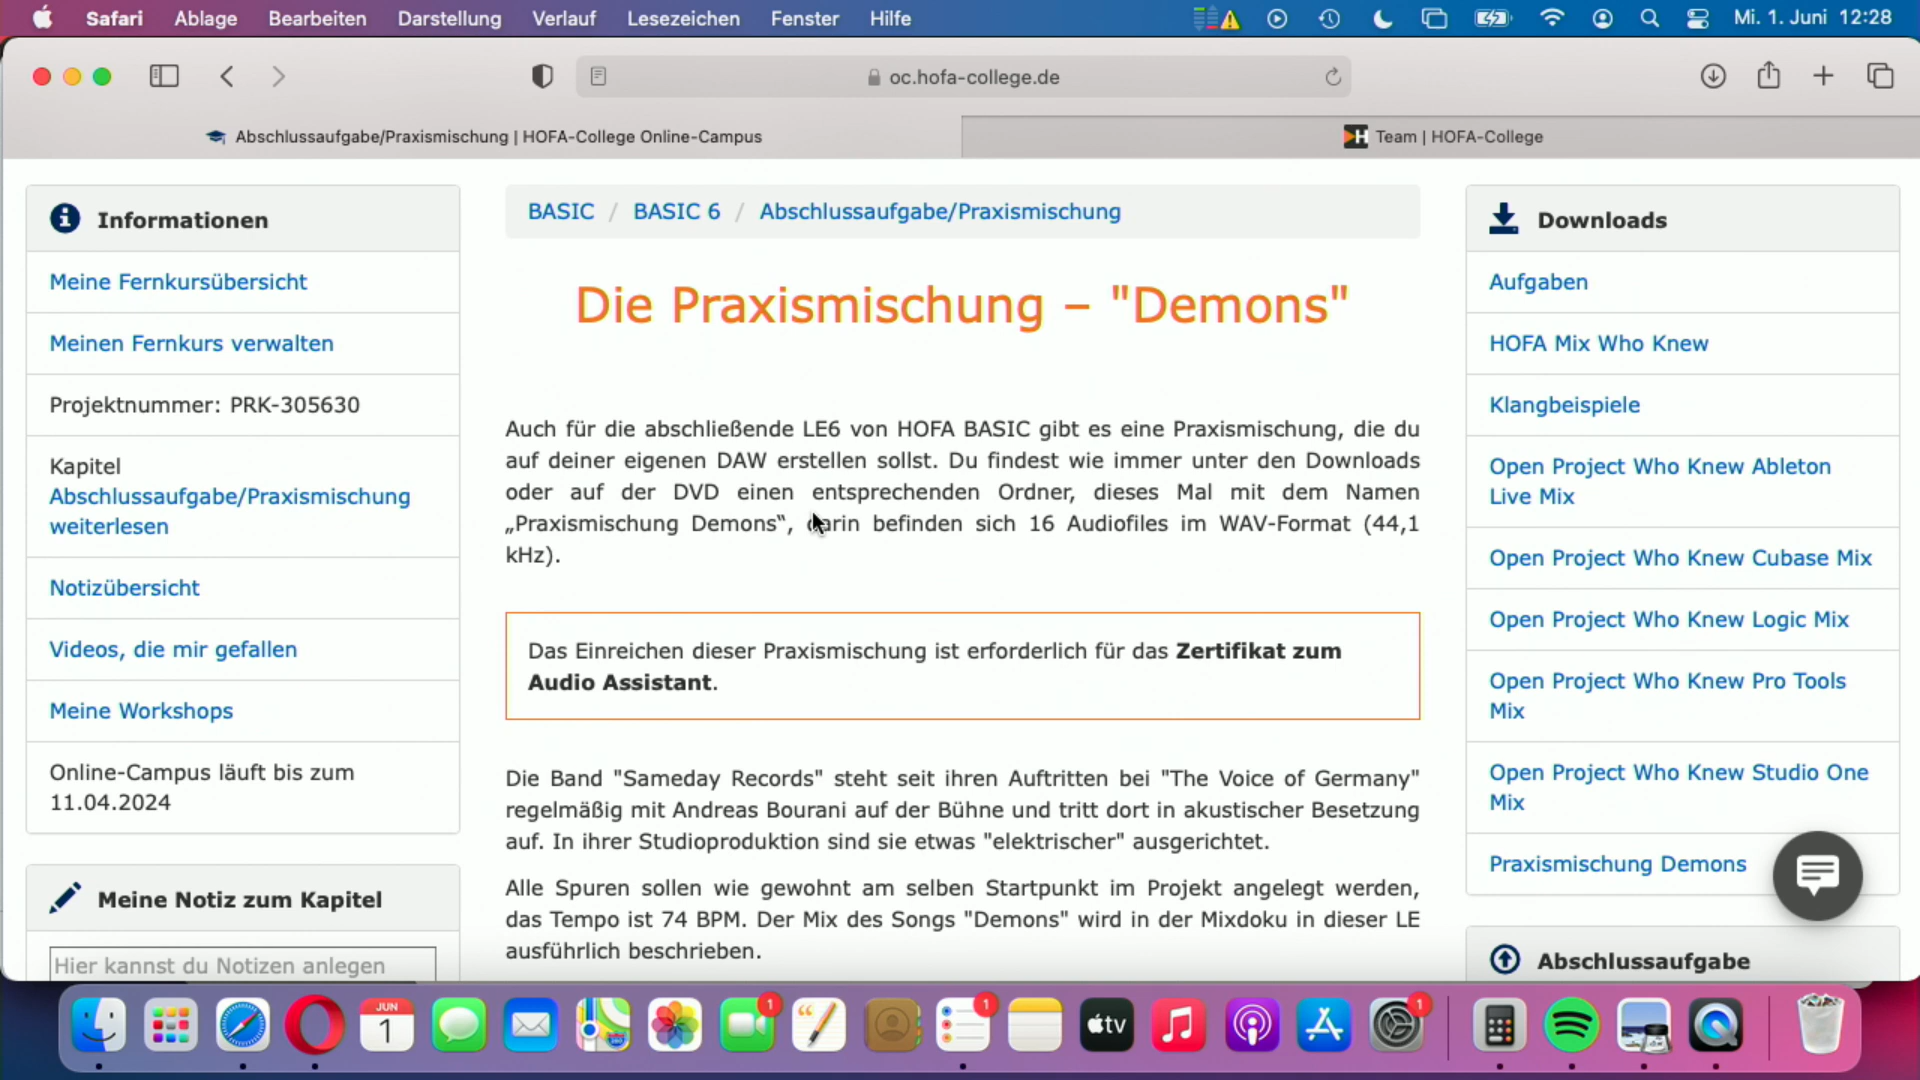 Safari Ablage Bearbeiten Darstellung Verlauf Lesezeichen Fenster Hilfe Mi. 1. Juni 12:28
oc.hofa-college.de
Abschlussaufgabe/Praxismischung | HOFA-College Online-Campus
Team | HOFA-College
Informationen
Meine Fernkursübersicht
Meinen Fernkurs verwalten
Projektnummer: PRK-305630
Kapitel
Abschlussaufgabe/Praxismischung
weiterlesen
Notizübersicht
Videos, die mir gefallen
Meine Workshops
Online-Campus läuft bis zum
11.04.2024
Meine Notiz zum Kapitel
Hier kannst du Notizen anlegen
BASIC / BASIC 6 / Abschlussaufgabe/Praxismischung
Die Praxismischung – "Demons"
Auch für die abschließende LE6 von HOFA BASIC gibt es eine Praxismischung, die du
auf deiner eigenen DAW erstellen sollst. Du findest wie immer unter den Downloads
oder auf der DVD einen entsprechenden Ordner, dieses Mal mit dem Namen
„Praxismischung Demons“, darin befinden sich 16 Audiofiles im WAV-Format (44,1
kHz).
Das Einreichen dieser Praxismischung ist erforderlich für das Zertifikat zum
Audio Assistant.
Die Band "Sameday Records" steht seit ihren Auftritten bei "The Voice of Germany"
regelmäßig mit Andreas Bourani auf der Bühne und tritt dort in akustischer Besetzung
auf. In ihrer Studioproduktion sind sie etwas "elektrischer" ausgerichtet.
Alle Spuren sollen wie gewohnt am selben Startpunkt im Projekt angelegt werden,
das Tempo ist 74 BPM. Der Mix des Songs "Demons" wird in der Mixdoku in dieser LE
ausführlich beschrieben.
Downloads
Aufgaben
HOFA Mix Who Knew
Klangbeispiele
Open Project Who Knew Ableton
Live Mix
Open Project Who Knew Cubase Mix
Open Project Who Knew Logic Mix
Open Project Who Knew Pro Tools
Mix
Open Project Who Knew Studio One
Mix
Praxismischung Demons
Abschlussaufgabe
JUN
1
1
1
tv
1